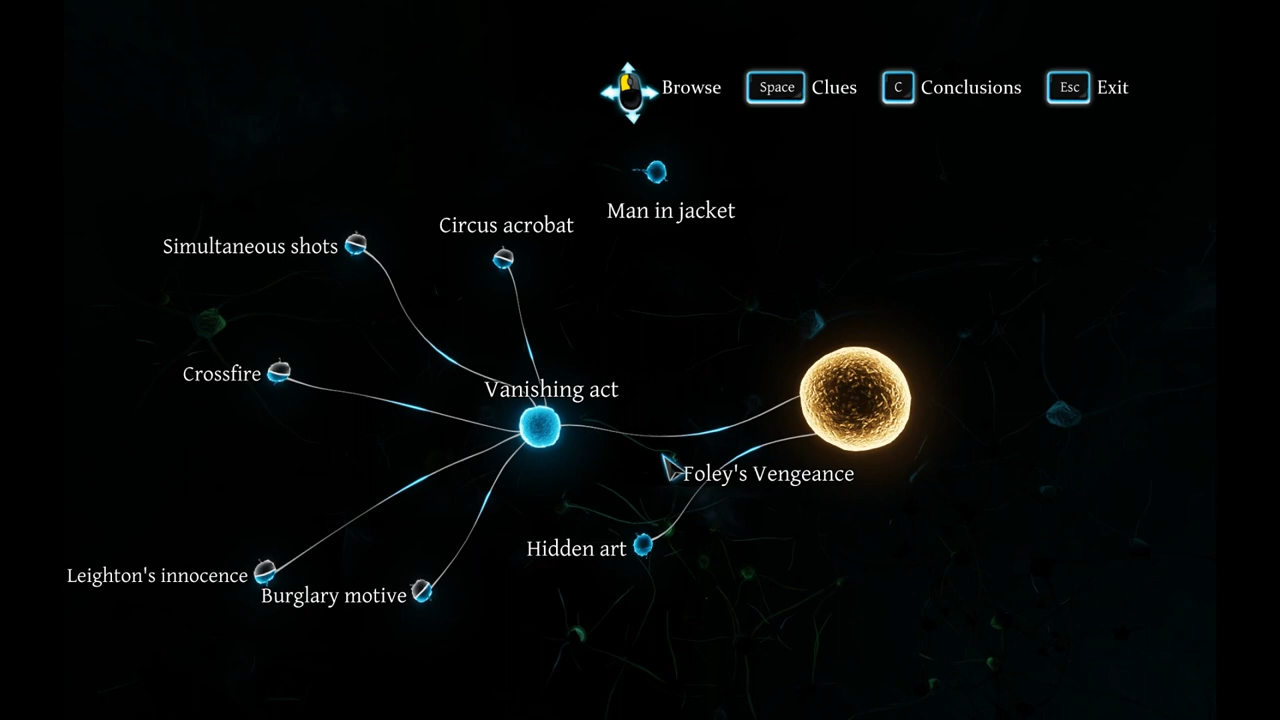 Browse
Space
Clues
C
Conclusions
Esc
Exit
Man in jacket
Circus acrobat
Simultaneous shots
Crossfire
Vanishing act
Foley's Vengeance
Hidden art
Leighton's innocence
Burglary motive